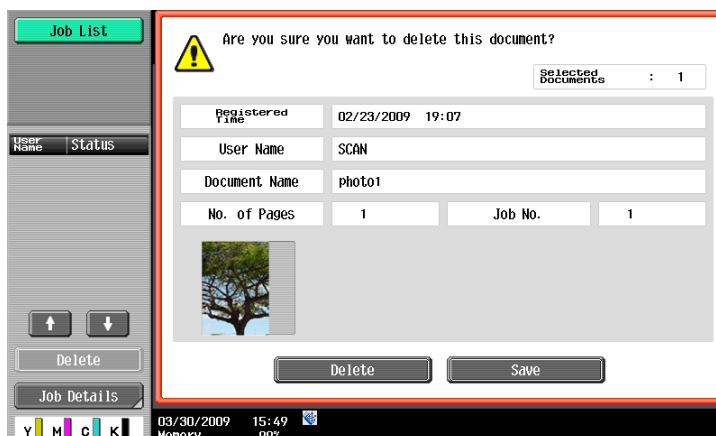 Job List
User Name Status
Delete
Job Details
Y M C K
Are you sure you want to delete this document?
Selected Documents : 1
Registered Time 02/23/2009 19:07
User Name SCAN
Document Name photo1
No. of Pages 1 Job No. 1
Delete Save
03/30/2009 15:49
Memory 99%